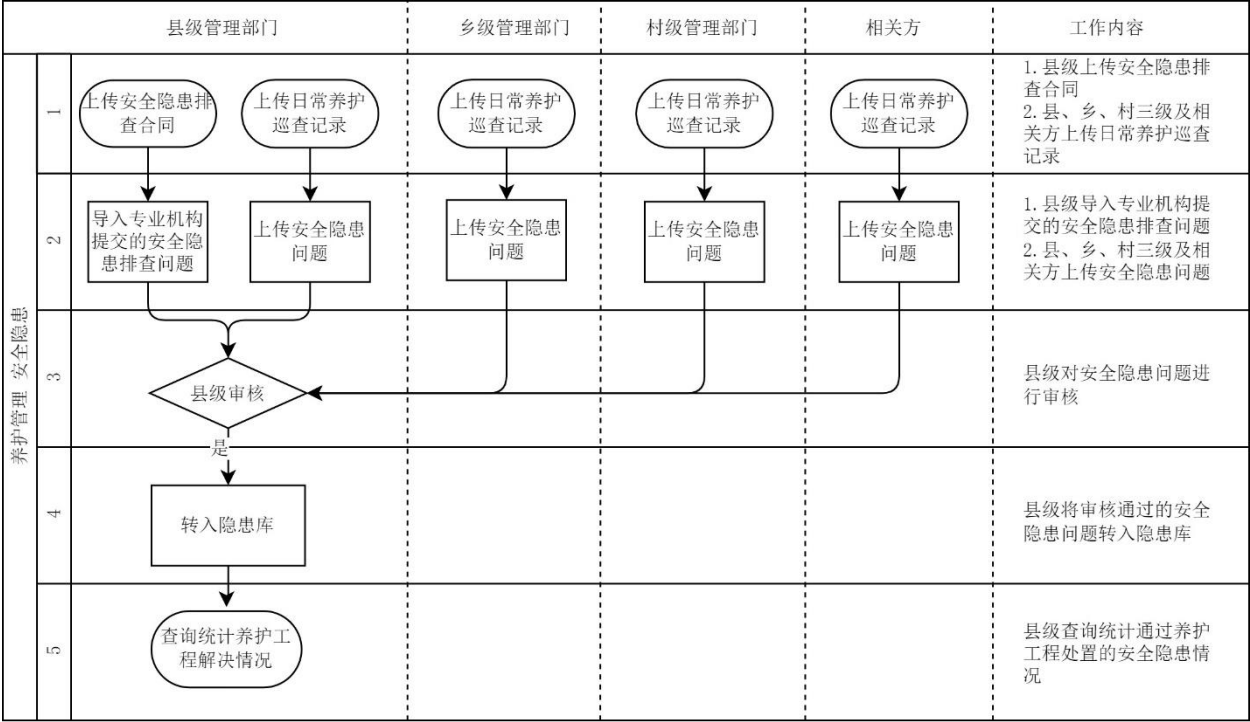 县级管理部门
乡级管理部门
村级管理部门
相关方
工作内容
养护管理 安全隐患
1
上传安全隐患排
查合同
上传日常养护
巡查记录
上传日常养护
巡查记录
上传日常养护
巡查记录
上传日常养护
巡查记录
1.县级上传安全隐患排
查合同
2.县、乡、村三级及相
关方上传日常养护巡查
记录
2
导入专业机构
提交的安全隐
患排查问题
上传安全隐患
问题
上传安全隐患
问题
上传安全隐患
问题
上传安全隐患
问题
1.县级导入专业机构提
交的安全隐患排查问题
2.县、乡、村三级及相
关方上传安全隐患问题
3
县级审核
是
县级对安全隐患问题进
行审核
4
转入隐患库
县级将审核通过的安全
隐患问题转入隐患库
5
查询统计养护工
程解决情况
县级查询统计通过养护
工程处置的安全隐患情
况